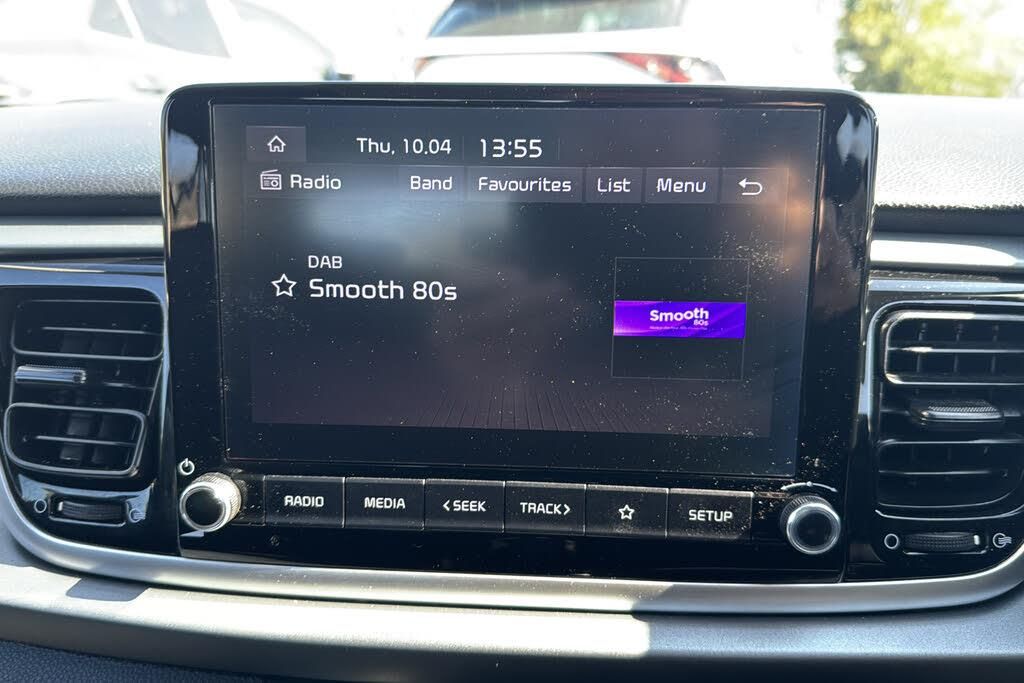 Thu, 10.04 13:55
Radio Band Favourites List Menu
DAB
Smooth 80s
Smooth
80s
RADIO MEDIA <SEEK TRACK> SETUP